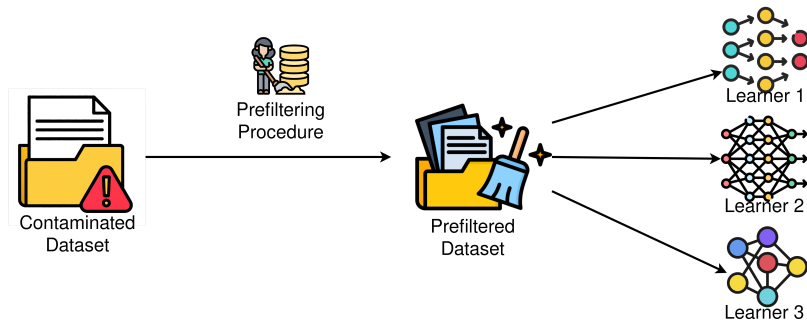 Prefiltering
Procedure
Contaminated
Dataset
Prefiltered
Dataset
Learner 1
Learner 2
Learner 3